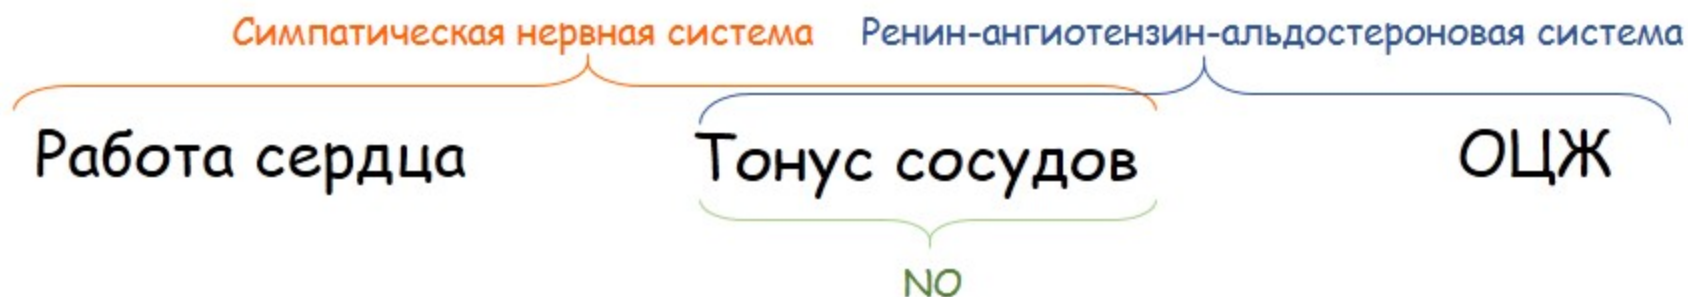 Симпатическая нервная система Ренин-ангиотензин-альдостероновая система
Работа сердца Тонус сосудов ОЦЖ
NO